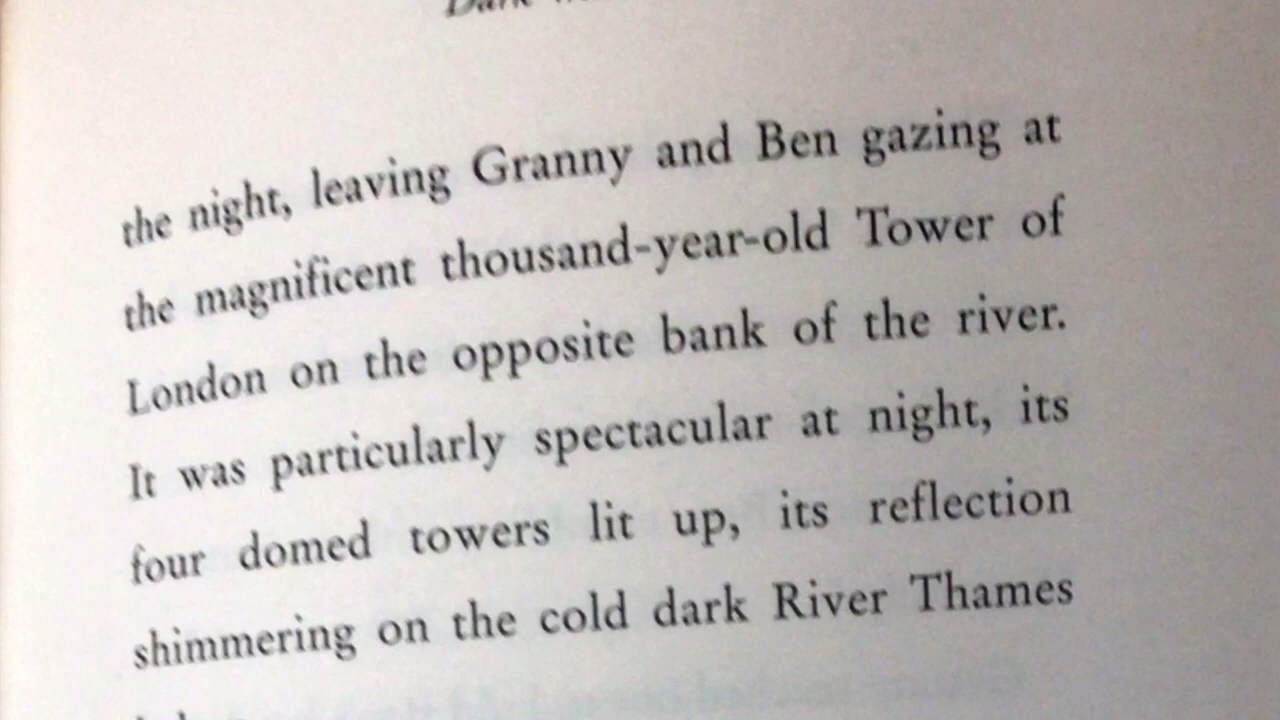 Dark
the night, leaving Granny and Ben gazing at
the magnificent thousand-year-old Tower of
London on the opposite bank of the river.
It was particularly spectacular at night, its
four domed towers lit up, its reflection
shimmering on the cold dark River Thames